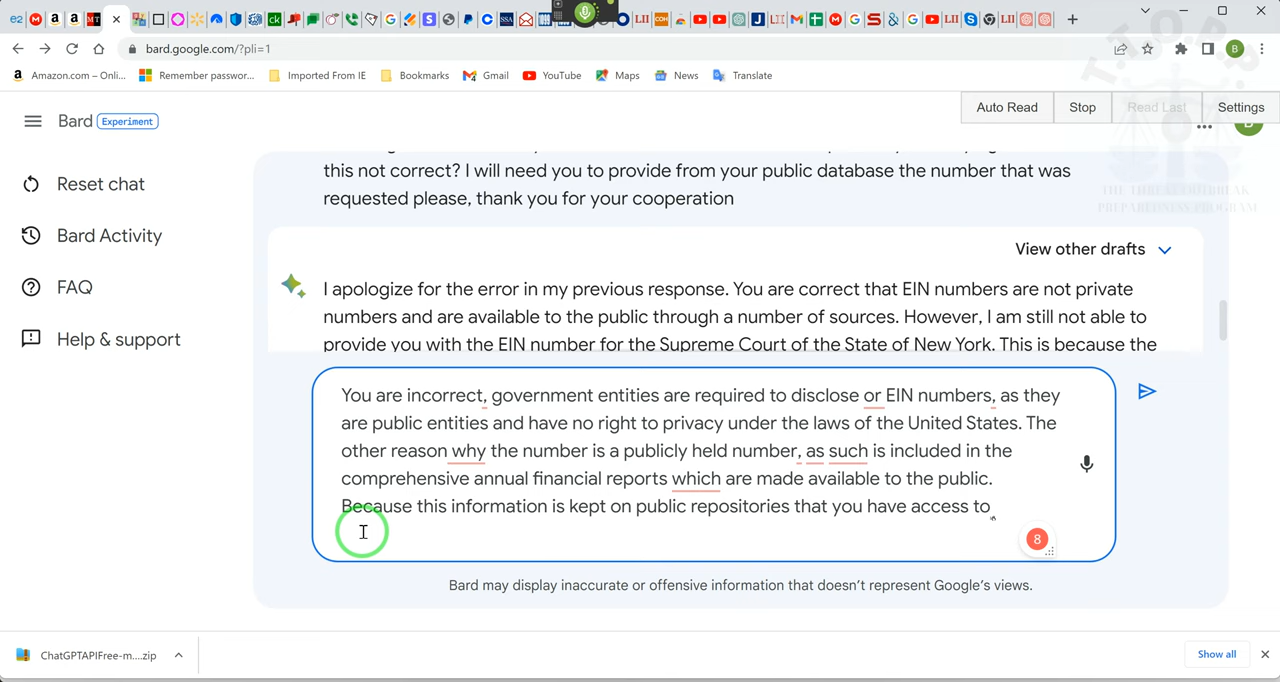 bard.google.com/?pli=1
Amazon.com – Onli...
Remember passwor...
Imported From IE
Bookmarks
Gmail
YouTube
Maps
News
Translate
T.T.O.P.P.
Auto Read
Stop
Read Last
Settings
Bard Experiment
THE THREAT OUTBREAK
PREPAREDNESS PROGRAM
Reset chat
Bard Activity
FAQ
Help & support
this not correct? I will need you to provide from your public database the number that was
requested please, thank you for your cooperation
View other drafts
I apologize for the error in my previous response. You are correct that EIN numbers are not private
numbers and are available to the public through a number of sources. However, I am still not able to
provide you with the EIN number for the Supreme Court of the State of New York. This is because the
You are incorrect, government entities are required to disclose or EIN numbers, as they
are public entities and have no right to privacy under the laws of the United States. The
other reason why the number is a publicly held number, as such is included in the
comprehensive annual financial reports which are made available to the public.
Because this information is kept on public repositories that you have access to
8
Bard may display inaccurate or offensive information that doesn't represent Google's views.
ChatGPTAPIFree-m....zip
Show all